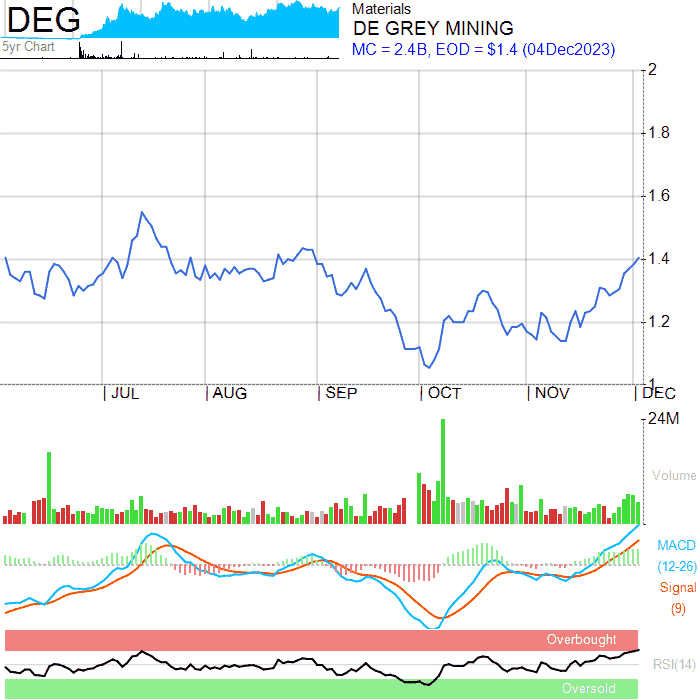 DEG
Materials
DE GREY MINING
MC = 2.4B, EOD = $1.4 (04Dec2023)
5yr Chart
2
1.8
1.6
1.4
1.2
1
JUL AUG SEP OCT NOV DEC
24M
Volume
MACD
(12-26)
Signal
(9)
Overbought
RSI(14)
Oversold